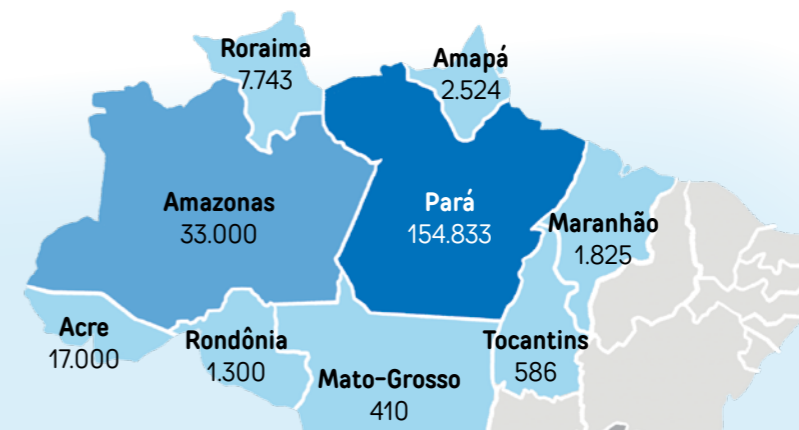 Roraima
7.743
Amapá
2.524
Amazonas
33.000
Pará
154.833
Maranhão
1.825
Acre
17.000
Rondônia
1.300
Tocantins
586
Mato-Grosso
410